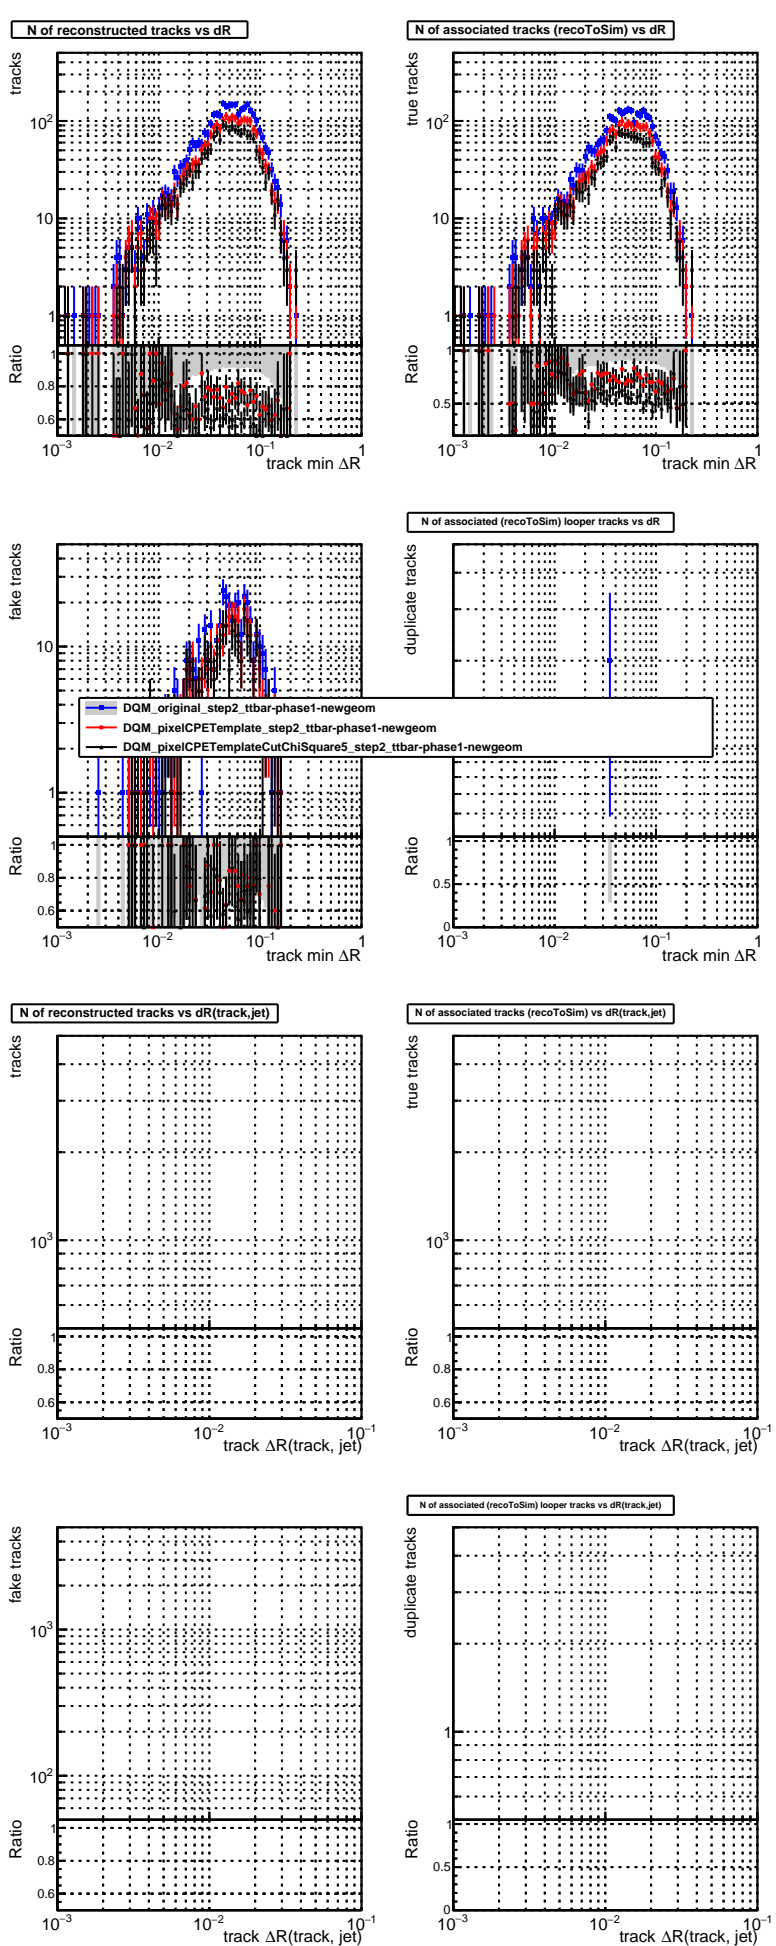 N of reconstructed tracks vs dR
tracks
10²
10
1
Ratio
1
0.8
0.6
10⁻³ 10⁻² 10⁻¹ 1
track min ΔR
N of associated tracks (recoToSim) vs dR
true tracks
10²
10
1
Ratio
1
0.5
10⁻³ 10⁻² 10⁻¹ 1
track min ΔR
fake tracks
10
1
Ratio
1
0.8
0.6
10⁻³ 10⁻² 10⁻¹ 1
track min ΔR
N of associated (recoToSim) looper tracks vs dR
duplicate tracks
Ratio
1
0.5
0
10⁻³ 10⁻² 10⁻¹ 1
track min ΔR
DQM_original_step2_ttbar-phase1-newgeom
DQM_pixelCPETemplate_step2_ttbar-phase1-newgeom
DQM_pixelCPETemplateCutChiSquare5_step2_ttbar-phase1-newgeom
N of reconstructed tracks vs dR(track,jet)
tracks
10³
Ratio
1
0.8
0.6
10⁻³ 10⁻² 10⁻¹
track ΔR(track, jet)
N of associated tracks (recoToSim) vs dR(track,jet)
true tracks
10³
Ratio
1
0.8
0.6
10⁻³ 10⁻² 10⁻¹
track ΔR(track, jet)
fake tracks
10³
10²
Ratio
1
0.8
0.6
10⁻³ 10⁻² 10⁻¹
track ΔR(track, jet)
N of associated (recoToSim) looper tracks vs dR(track,jet)
duplicate tracks
1
Ratio
1
0.5
0
10⁻³ 10⁻² 10⁻¹
track ΔR(track, jet)